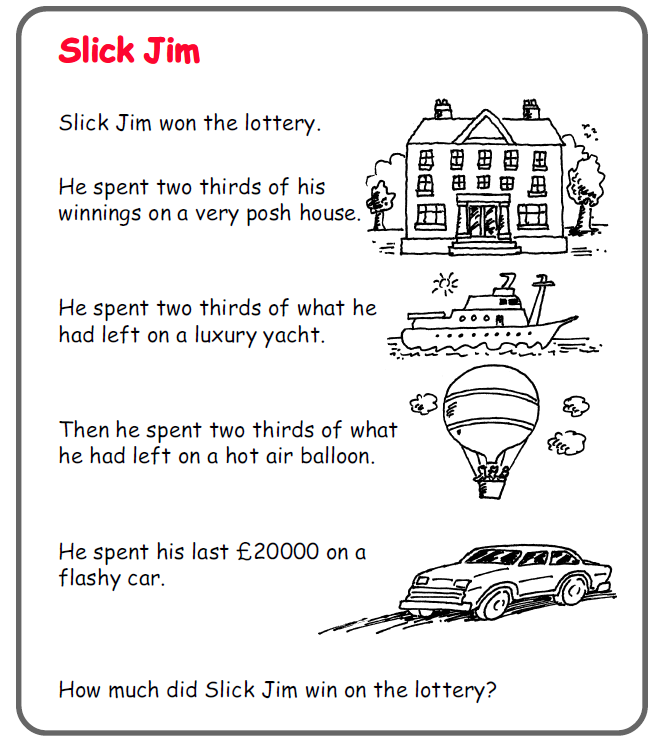 Slick Jim
Slick Jim won the lottery.
He spent two thirds of his
winnings on a very posh house.
He spent two thirds of what he
had left on a luxury yacht.
Then he spent two thirds of what
he had left on a hot air balloon.
He spent his last £20000 on a
flashy car.
How much did Slick Jim win on the lottery?